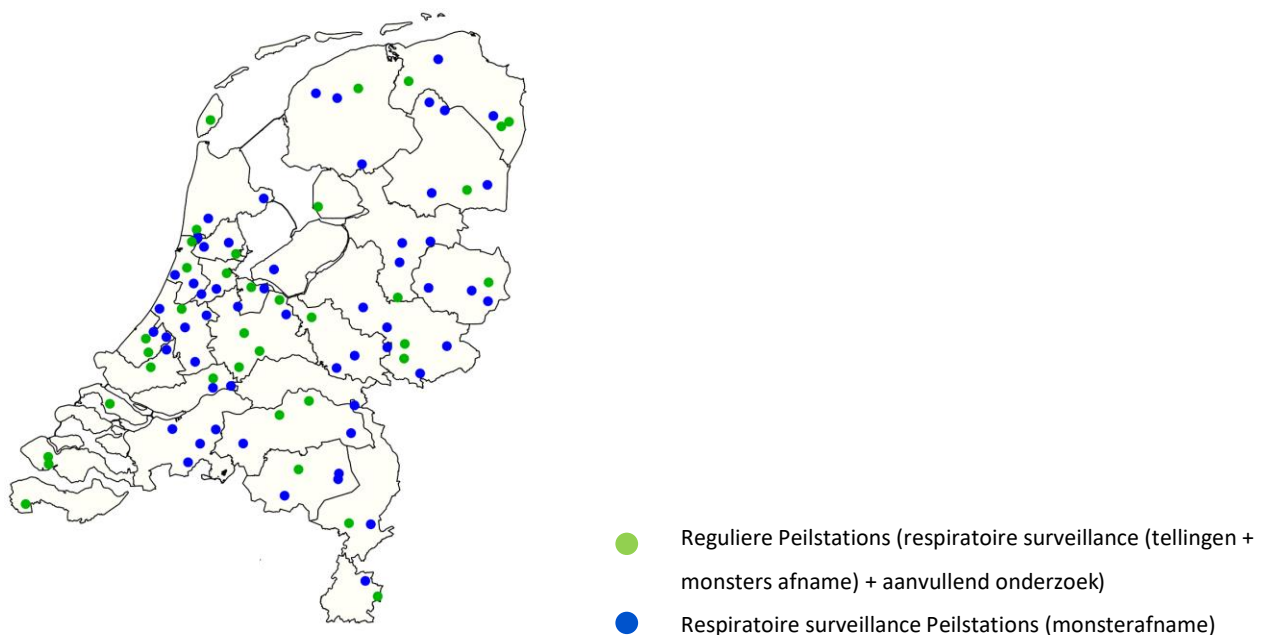 Reguliere Peilstations (respiratoire surveillance (tellingen +
monsters afname) + aanvullend onderzoek)
Respiratoire surveillance Peilstations (monsterafname)